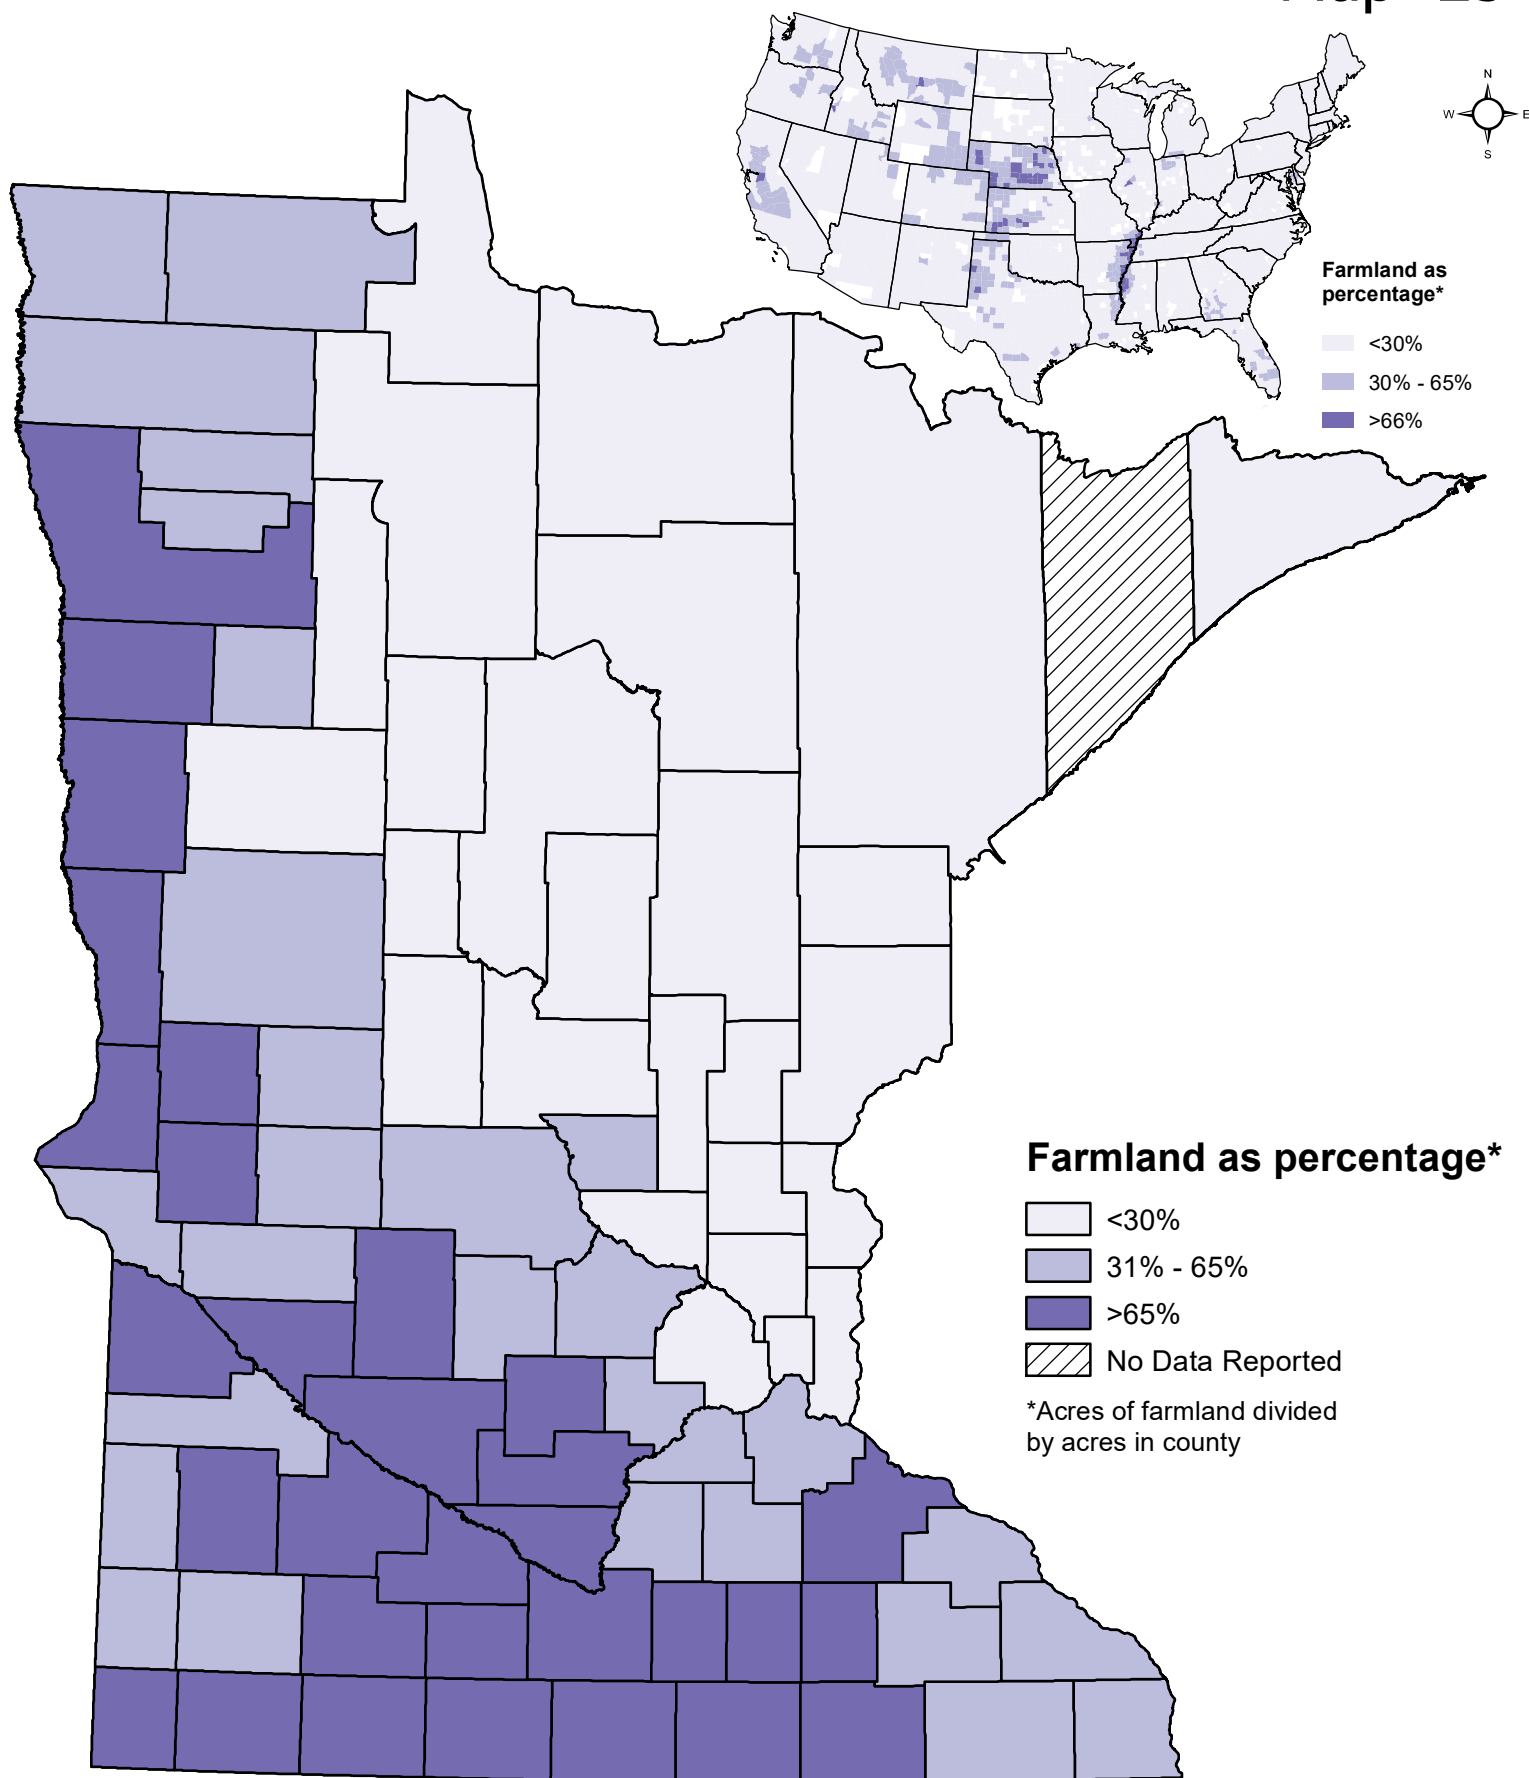 N
W E
S
Farmland as
percentage*
<30%
30% - 65%
>66%
Farmland as percentage*
<30%
31% - 65%
>65%
No Data Reported
*Acres of farmland divided
by acres in county